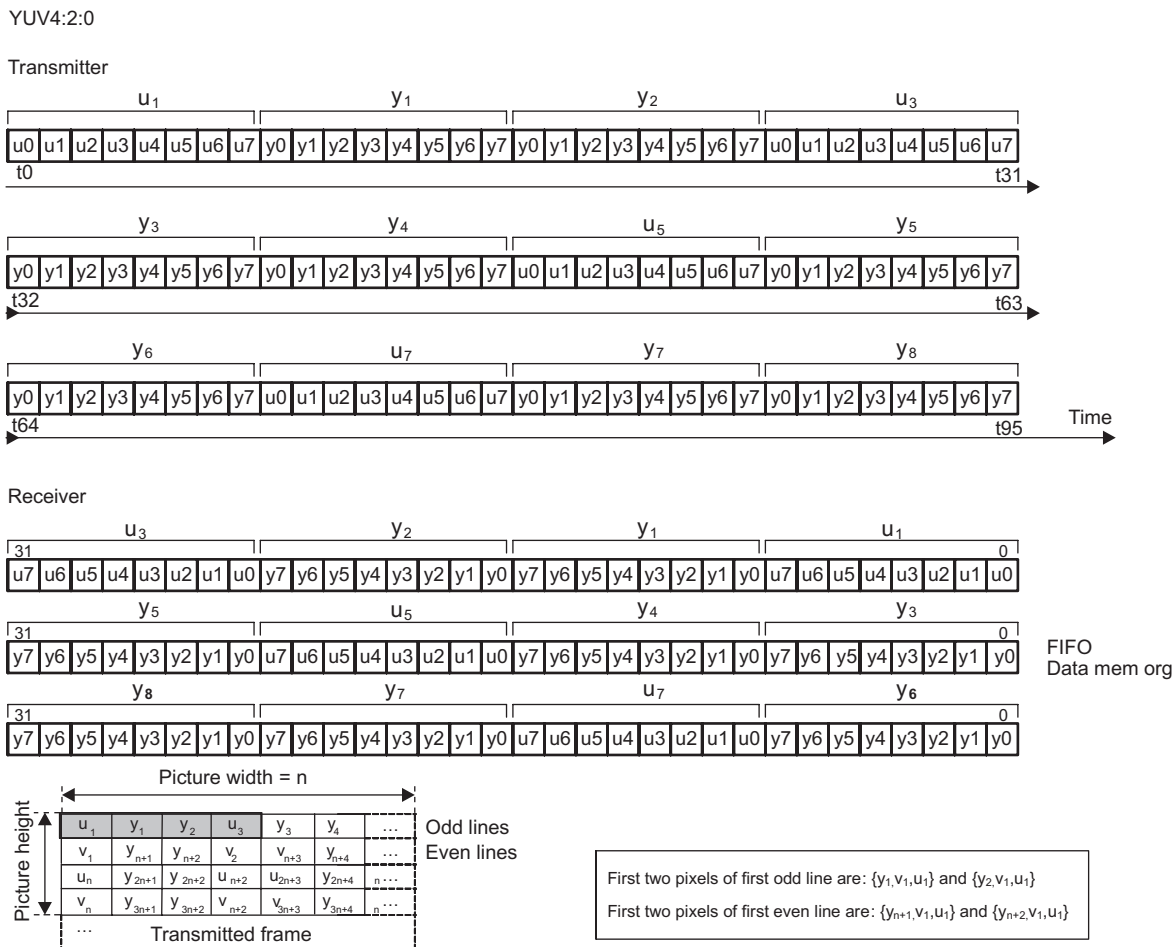 YUV4:2:0
Transmitter
u1 y1 y2 u3
u0 u1 u2 u3 u4 u5 u6 u7 y0 y1 y2 y3 y4 y5 y6 y7 y0 y1 y2 y3 y4 y5 y6 y7 u0 u1 u2 u3 u4 u5 u6 u7
t0 t31
y3 y4 u5 y5
y0 y1 y2 y3 y4 y5 y6 y7 y0 y1 y2 y3 y4 y5 y6 y7 u0 u1 u2 u3 u4 u5 u6 u7 y0 y1 y2 y3 y4 y5 y6 y7
t32 t63
y6 u7 y7 y8
y0 y1 y2 y3 y4 y5 y6 y7 u0 u1 u2 u3 u4 u5 u6 u7 y0 y1 y2 y3 y4 y5 y6 y7 y0 y1 y2 y3 y4 y5 y6 y7
t64 t95 Time
Receiver
u3 y2 y1 u1
31 0
u7 u6 u5 u4 u3 u2 u1 u0 y7 y6 y5 y4 y3 y2 y1 y0 y7 y6 y5 y4 y3 y2 y1 y0 u7 u6 u5 u4 u3 u2 u1 u0
y5 u5 y4 y3
31 0
y7 y6 y5 y4 y3 y2 y1 y0 u7 u6 u5 u4 u3 u2 u1 u0 y7 y6 y5 y4 y3 y2 y1 y0 y7 y6 y5 y4 y3 y2 y1 y0
FIFO
Data mem org
y8 y7 u7 y6
31 0
y7 y6 y5 y4 y3 y2 y1 y0 y7 y6 y5 y4 y3 y2 y1 y0 u7 u6 u5 u4 u3 u2 u1 u0 y7 y6 y5 y4 y3 y2 y1 y0
Picture width = n
Picture height
u1 y1 y2 u3 y3 y4 ... Odd lines
v1 yn+1 yn+2 v2 vn+3 yn+4 ... Even lines
un y2n+1 y2n+2 un+2 u2n+3 y2n+4 n ...
vn y3n+1 y3n+2 vn+2 v3n+3 y3n+4 n ...
... Transmitted frame
First two pixels of first odd line are: {y1,v1,u1} and {y2,v1,u1}
First two pixels of first even line are: {yn+1,v1,u1} and {yn+2,v1,u1}